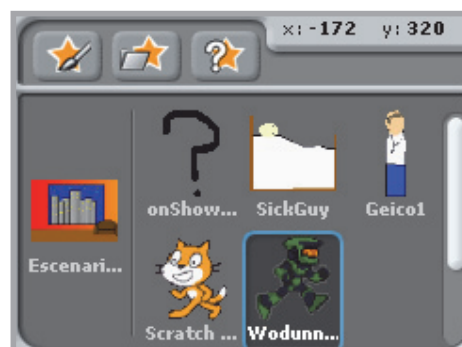 x: -172 y: 320
onShow... SickGuy Geico1
Escenari...
Scratch ... Wodunn...